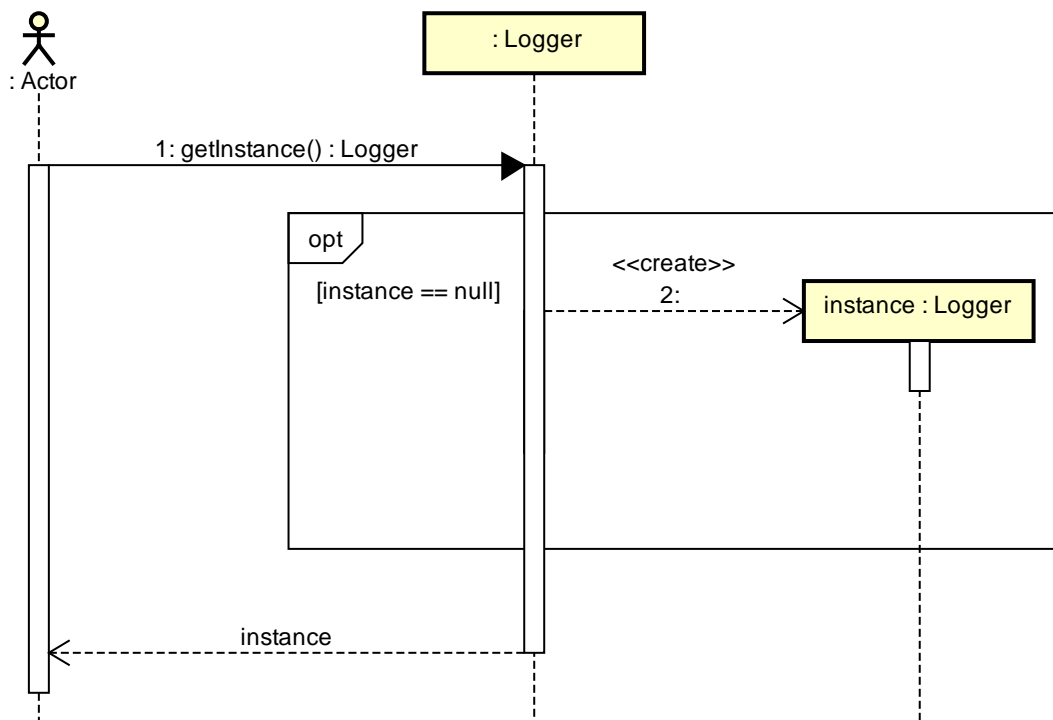 : Actor
: Logger
1: getInstance() : Logger
opt
[instance == null]
<<create>>
2:
instance : Logger
instance